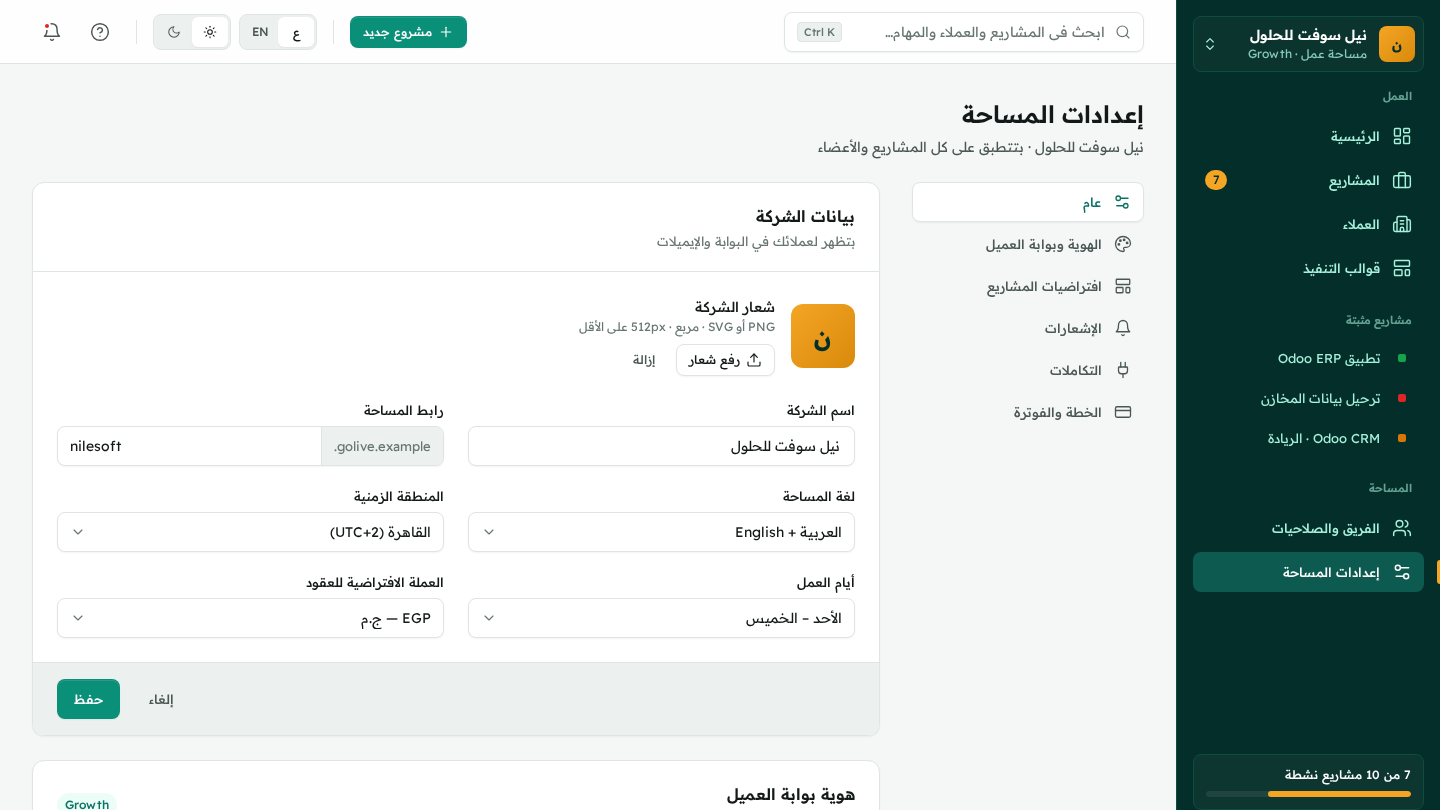 ن
نيل سوفت للحلول
مساحة عمل · Growth
العمل
الرئيسية
المشاريع
7
العملاء
قوالب التنفيذ
مشاريع مثبتة
تطبيق Odoo ERP
ترحيل بيانات المخازن
Odoo CRM · الريادة
المساحة
الفريق والصلاحيات
إعدادات المساحة
7 من 10 مشاريع نشطة
ابحث في المشاريع والعملاء والمهام…
Ctrl K
مشروع جديد
ع
EN
إعدادات المساحة
نيل سوفت للحلول · بتتطبق على كل المشاريع والأعضاء
عام
الهوية وبوابة العميل
افتراضيات المشاريع
الإشعارات
التكاملات
الخطة والفوترة
بيانات الشركة
بتظهر لعملائك في البوابة والإيميلات
ن
شعار الشركة
PNG أو SVG · مربع · 512px على الأقل
رفع شعار
إزالة
اسم الشركة
نيل سوفت للحلول
رابط المساحة
.golive.example
nilesoft
لغة المساحة
العربية + English
المنطقة الزمنية
القاهرة (UTC+2)
أيام العمل
الأحد – الخميس
العملة الافتراضية للعقود
EGP — ج.م
إلغاء
حفظ
هوية بوابة العميل
Growth